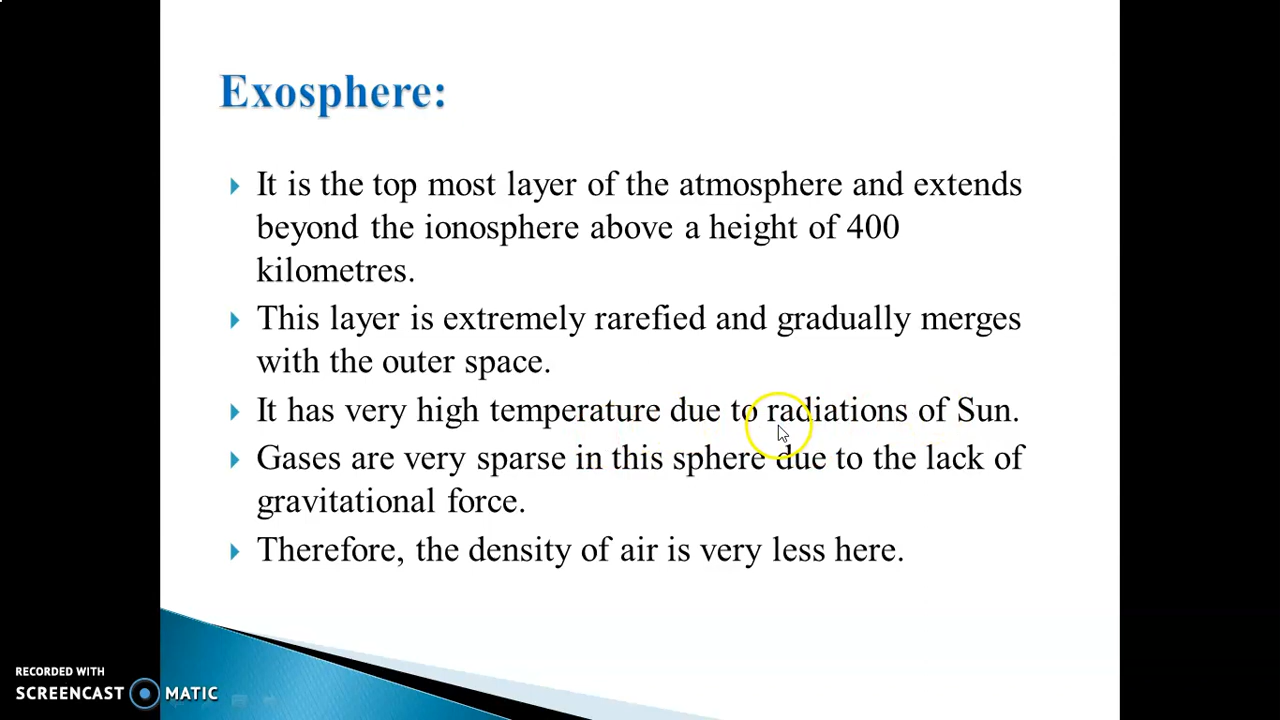 Exosphere:
It is the top most layer of the atmosphere and extends
beyond the ionosphere above a height of 400
kilometres.
This layer is extremely rarefied and gradually merges
with the outer space.
It has very high temperature due to radiations of Sun.
Gases are very sparse in this sphere due to the lack of
gravitational force.
Therefore, the density of air is very less here.
RECORDED WITH
SCREENCAST MATIC